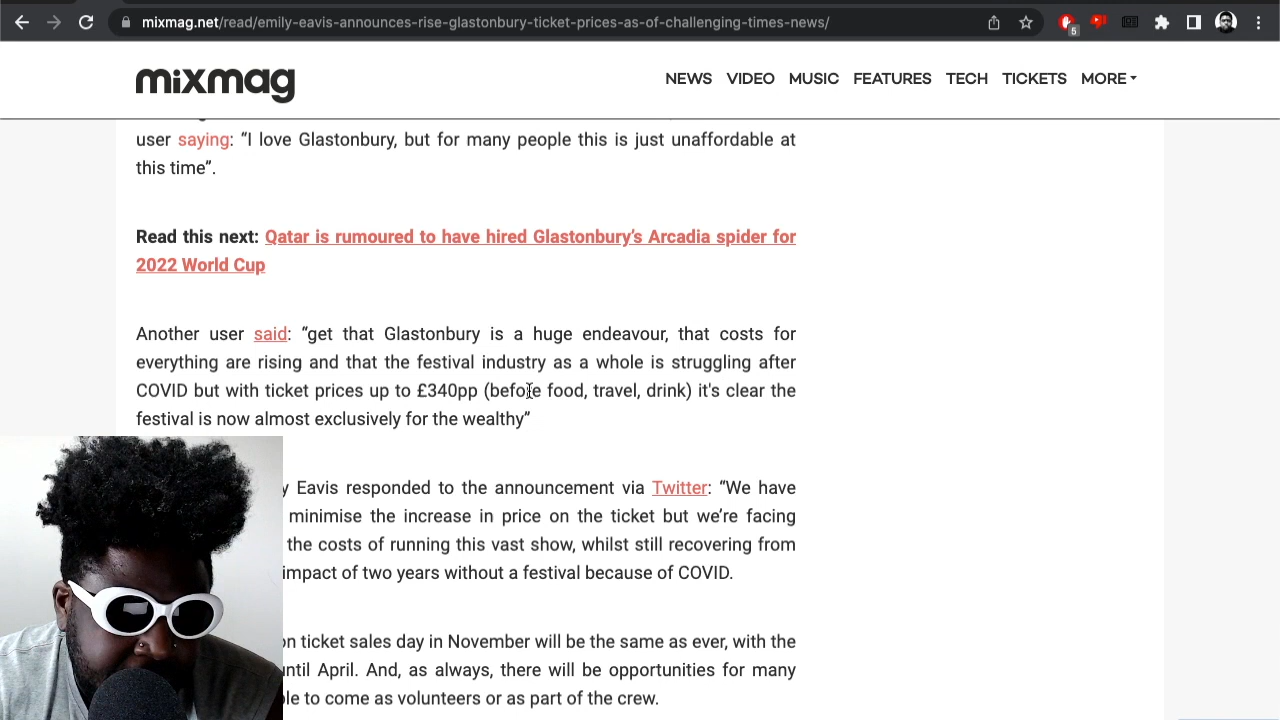 mixmag.net/read/emily-eavis-announces-rise-glastonbury-ticket-prices-as-of-challenging-times-news/
5
mixmag
NEWS VIDEO MUSIC FEATURES TECH TICKETS MORE
user saying: “I love Glastonbury, but for many people this is just unaffordable at
this time”.
Read this next: Qatar is rumoured to have hired Glastonbury’s Arcadia spider for
2022 World Cup
Another user said: “get that Glastonbury is a huge endeavour, that costs for
everything are rising and that the festival industry as a whole is struggling after
COVID but with ticket prices up to £340pp (before food, travel, drink) it's clear the
festival is now almost exclusively for the wealthy”
y Eavis responded to the announcement via Twitter: “We have
minimise the increase in price on the ticket but we’re facing
the costs of running this vast show, whilst still recovering from
impact of two years without a festival because of COVID.
on ticket sales day in November will be the same as ever, with the
until April. And, as always, there will be opportunities for many
to come as volunteers or as part of the crew.